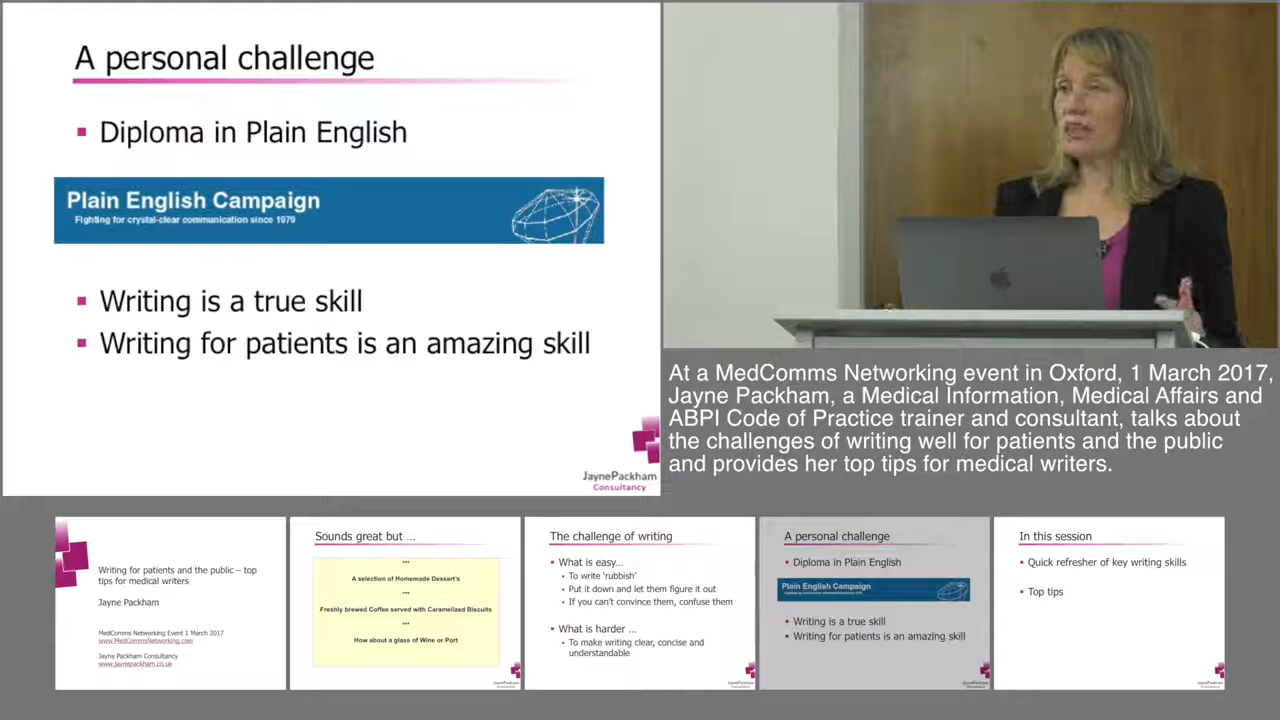 A personal challenge
Diploma in Plain English
Plain English Campaign
Fighting for crystal-clear communication since 1979
Writing is a true skill
Writing for patients is an amazing skill
JaynePackham
Consultancy
At a MedComms Networking event in Oxford, 1 March 2017,
Jayne Packham, a Medical Information, Medical Affairs and
ABPI Code of Practice trainer and consultant, talks about
the challenges of writing well for patients and the public
and provides her top tips for medical writers.
Writing for patients and the public – top
tips for medical writers
Jayne Packham
MedComms Networking Event 1 March 2017
www.MedCommsNetworking.com
Jayne Packham Consultancy
www.jaynepackham.co.uk
Sounds great but ...
***
A selection of Homemade Dessert's
***
Freshly brewed Coffee served with Caramelized Biscuits
***
How about a glass of Wine or Port
The challenge of writing
What is easy...
To write 'rubbish'
Put it down and let them figure it out
If you can't convince them, confuse them
What is harder ...
To make writing clear, concise and
understandable
A personal challenge
Diploma in Plain English
Plain English Campaign
Writing is a true skill
Writing for patients is an amazing skill
In this session
Quick refresher of key writing skills
Top tips